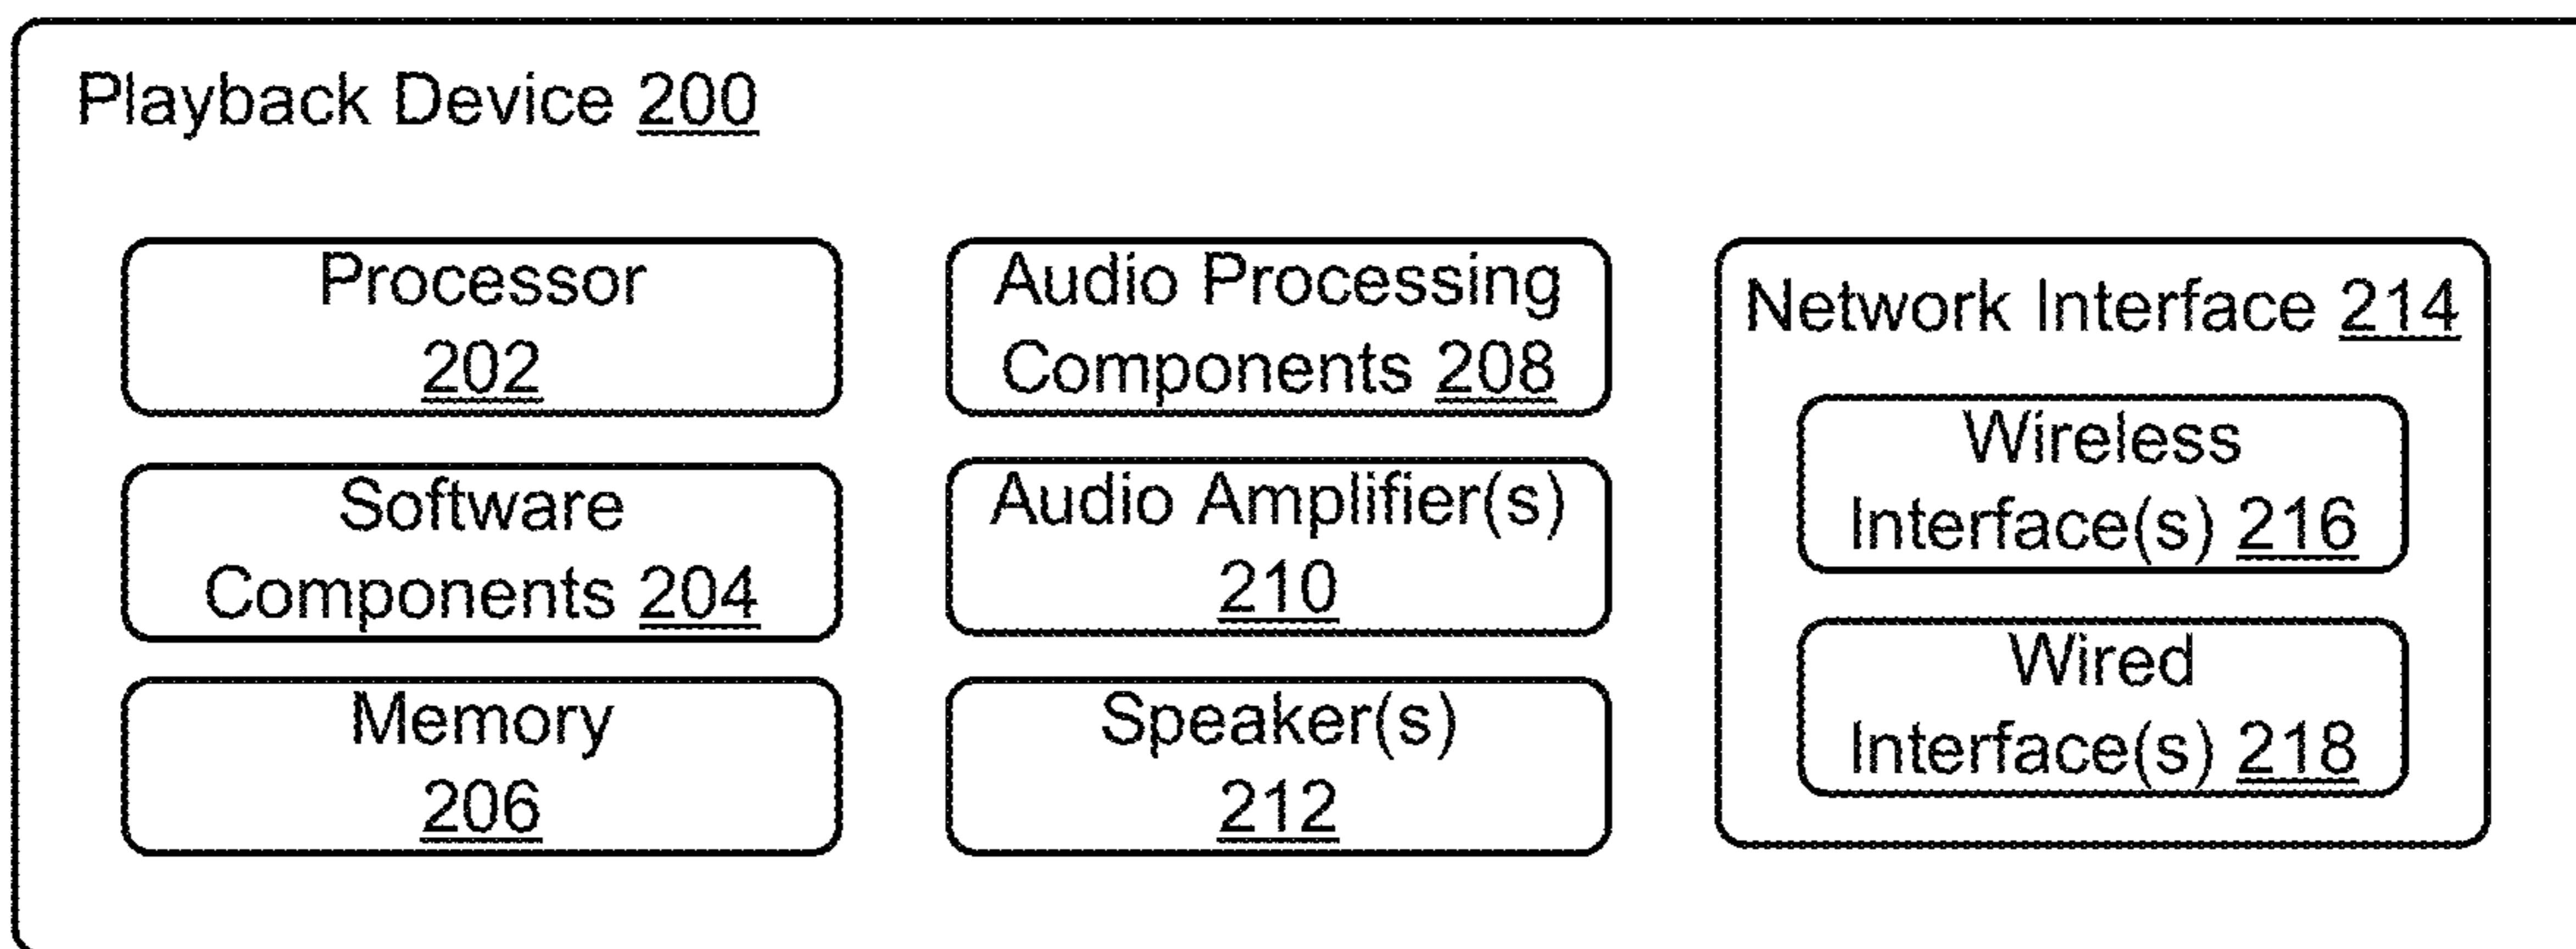 Playback Device 200
Processor
202
Software
Components 204
Memory
206
Audio Processing
Components 208
Audio Amplifier(s)
210
Speaker(s)
212
Network Interface 214
Wireless
Interface(s) 216
Wired
Interface(s) 218